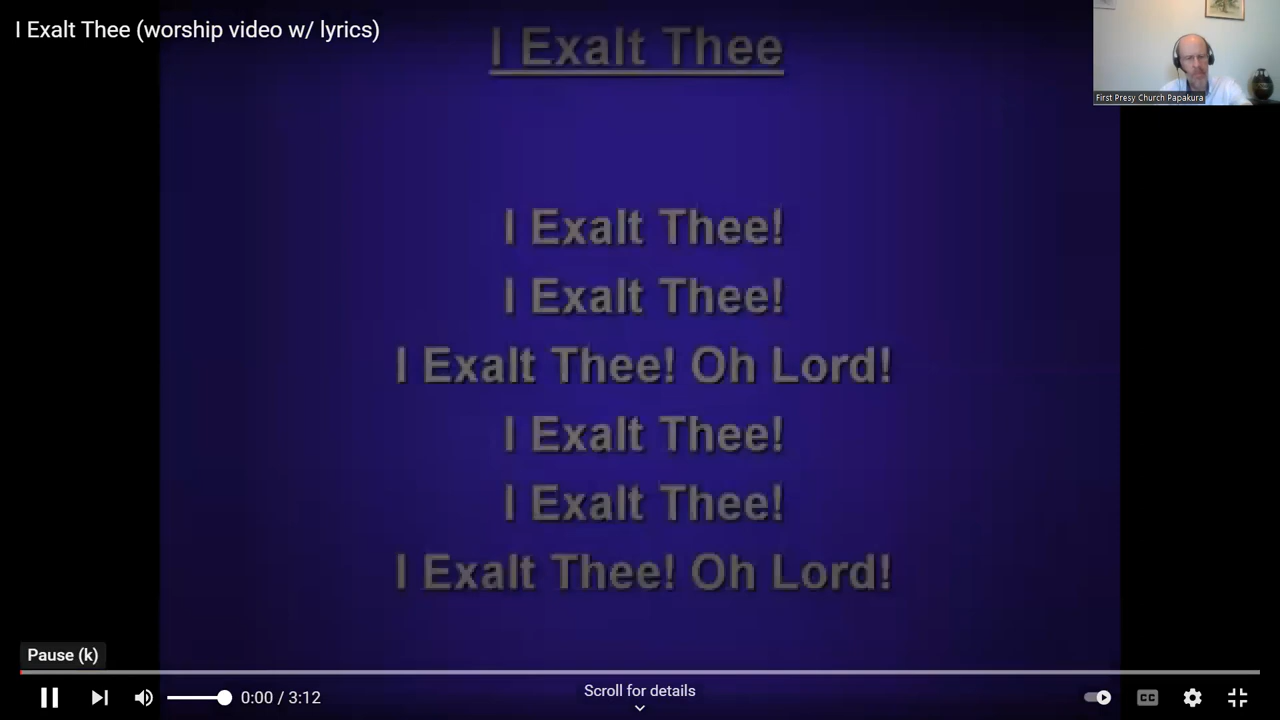 I Exalt Thee (worship video w/ lyrics)
I Exalt Thee
First Presy Church Papakura
I Exalt Thee!
I Exalt Thee!
I Exalt Thee! Oh Lord!
I Exalt Thee!
I Exalt Thee!
I Exalt Thee! Oh Lord!
Pause (k)
0:00 / 3:12
Scroll for details
CC